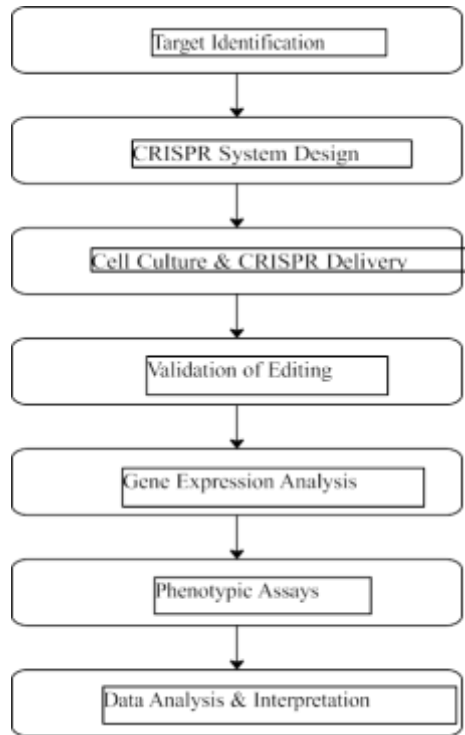 Target Identification
CRISPR System Design
Cell Culture & CRISPR Delivery
Validation of Editing
Gene Expression Analysis
Phenotypic Assays
Data Analysis & Interpretation